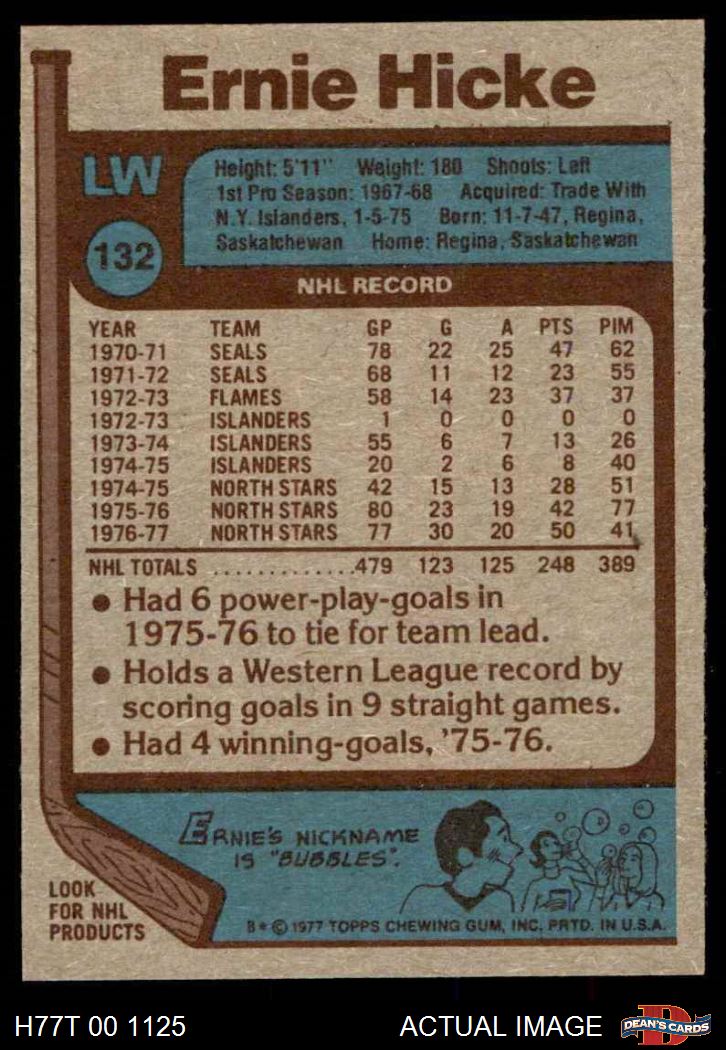 Ernie Hicke
LW
132
Height: 5'11" Weight: 180 Shoots: Left
1st Pro Season: 1967-68 Acquired: Trade With
N.Y. Islanders, 1-5-75 Born: 11-7-47, Regina,
Saskatchewan Home: Regina, Saskatchewan
NHL RECORD
YEAR TEAM GP G A PTS PIM
1970-71 SEALS 78 22 25 47 62
1971-72 SEALS 68 11 12 23 55
1972-73 FLAMES 58 14 23 37 37
1972-73 ISLANDERS 1 0 0 0 0
1973-74 ISLANDERS 55 6 7 13 26
1974-75 ISLANDERS 20 2 6 8 40
1974-75 NORTH STARS 42 15 13 28 51
1975-76 NORTH STARS 80 23 19 42 77
1976-77 NORTH STARS 77 30 20 50 41
NHL TOTALS .............479 123 125 248 389
● Had 6 power-play-goals in
1975-76 to tie for team lead.
● Holds a Western League record by
scoring goals in 9 straight games.
● Had 4 winning-goals, '75-76.
ERNIE'S NICKNAME
IS "BUBBLES".
LOOK
FOR NHL
PRODUCTS
B * © 1977 TOPPS CHEWING GUM, INC. PRTD. IN U.S.A.
H77T 00 1125 ACTUAL IMAGE
D
DEAN'S CARDS